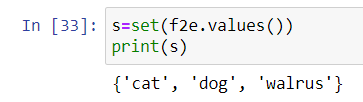 In [33]: s=set(f2e.values())
print(s)
{'cat', 'dog', 'walrus'}